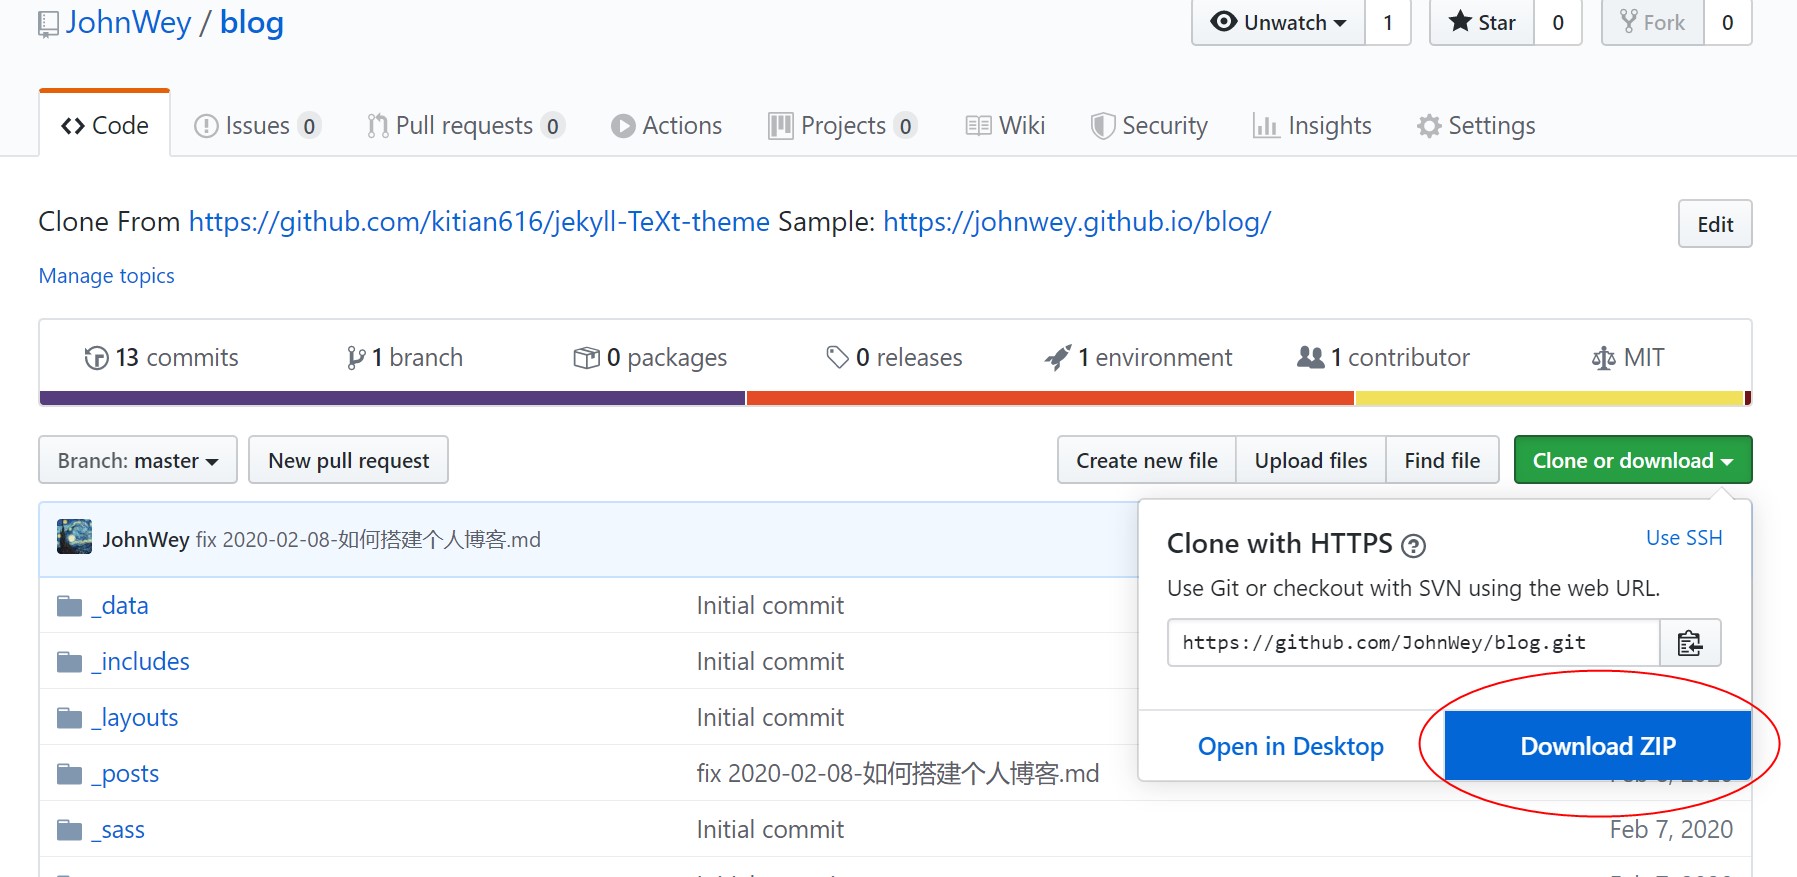 JohnWey / blog
Unwatch 1 Star 0 Fork 0
Code Issues 0 Pull requests 0 Actions Projects 0 Wiki Security Insights Settings
Clone From https://github.com/kitian616/jekyll-TeXt-theme Sample: https://johnwey.github.io/blog/
Edit
Manage topics
13 commits 1 branch 0 packages 0 releases 1 environment 1 contributor MIT
Branch: master New pull request Create new file Upload files Find file Clone or download
JohnWey fix 2020-02-08-如何搭建个人博客.md
Clone with HTTPS ? Use SSH
Use Git or checkout with SVN using the web URL.
https://github.com/JohnWey/blog.git
Open in Desktop Download ZIP
_data Initial commit
_includes Initial commit
_layouts Initial commit
_posts fix 2020-02-08-如何搭建个人博客.md
_sass Initial commit Feb 7, 2020